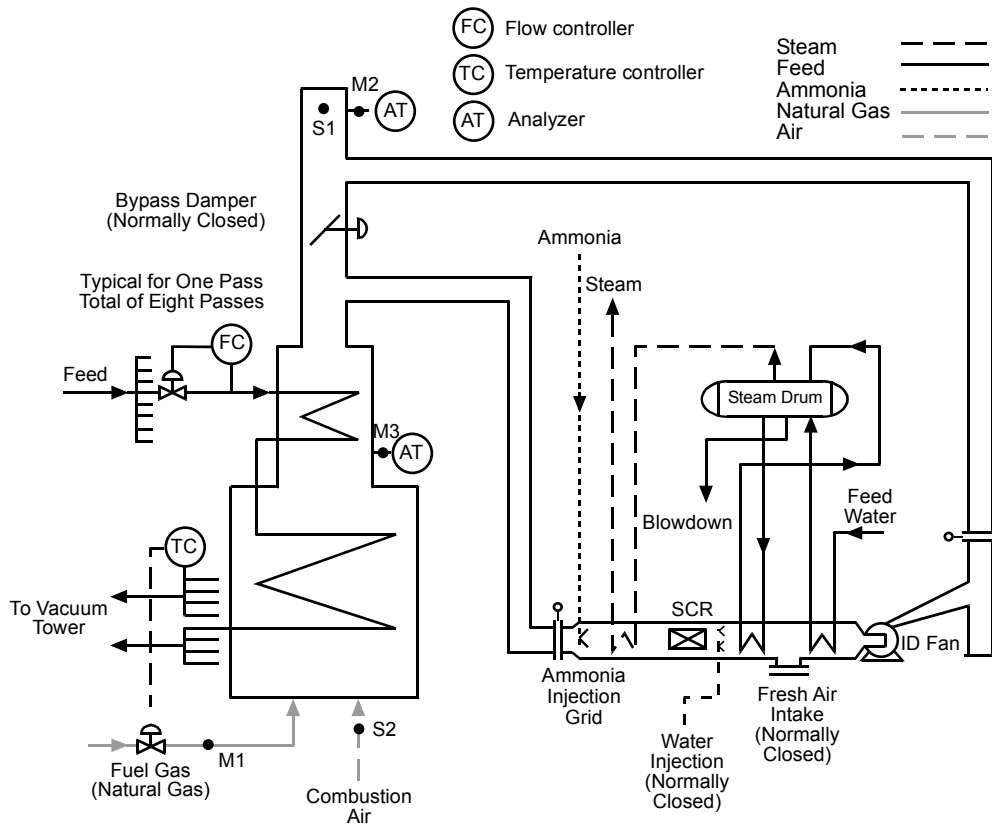 FC
Flow controller
TC
Temperature controller
AT
Analyzer
Steam
Feed
Ammonia
Natural Gas
Air
M2
AT
S1
Bypass Damper
(Normally Closed)
Typical for One Pass
Total of Eight Passes
FC
Feed
M3
AT
Ammonia
Steam
Steam Drum
Blowdown
Feed
Water
TC
To Vacuum
Tower
SCR
ID Fan
Ammonia
Injection
Grid
Fresh Air
Intake
(Normally
Closed)
Water
Injection
(Normally
Closed)
S2
M1
Fuel Gas
(Natural Gas)
Combustion
Air